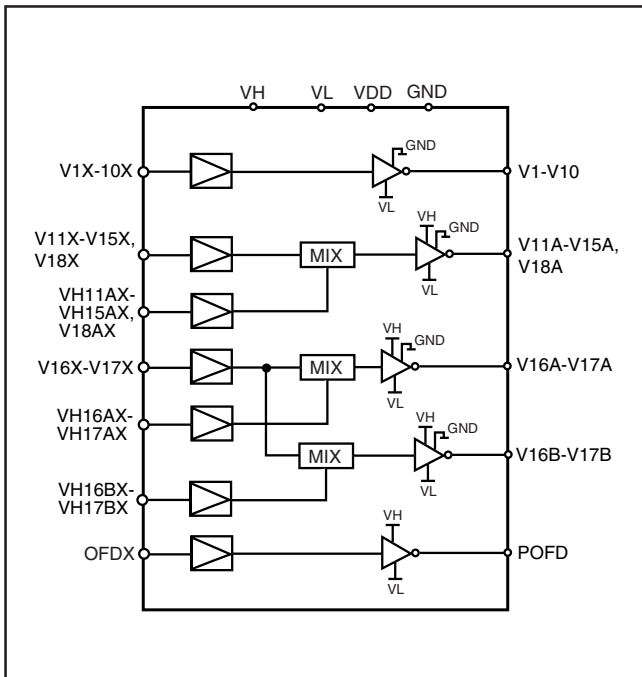 VH VL VDD GND
V1X-10X
GND
VL
V1-V10
V11X-V15X,
V18X
MIX
VH
GND
VL
V11A-V15A,
V18A
VH11AX-
VH15AX,
V18AX
V16X-V17X
MIX
VH
GND
VL
V16A-V17A
VH16AX-
VH17AX
MIX
VH
GND
VL
V16B-V17B
VH16BX-
VH17BX
OFDX
VH
VL
POFD